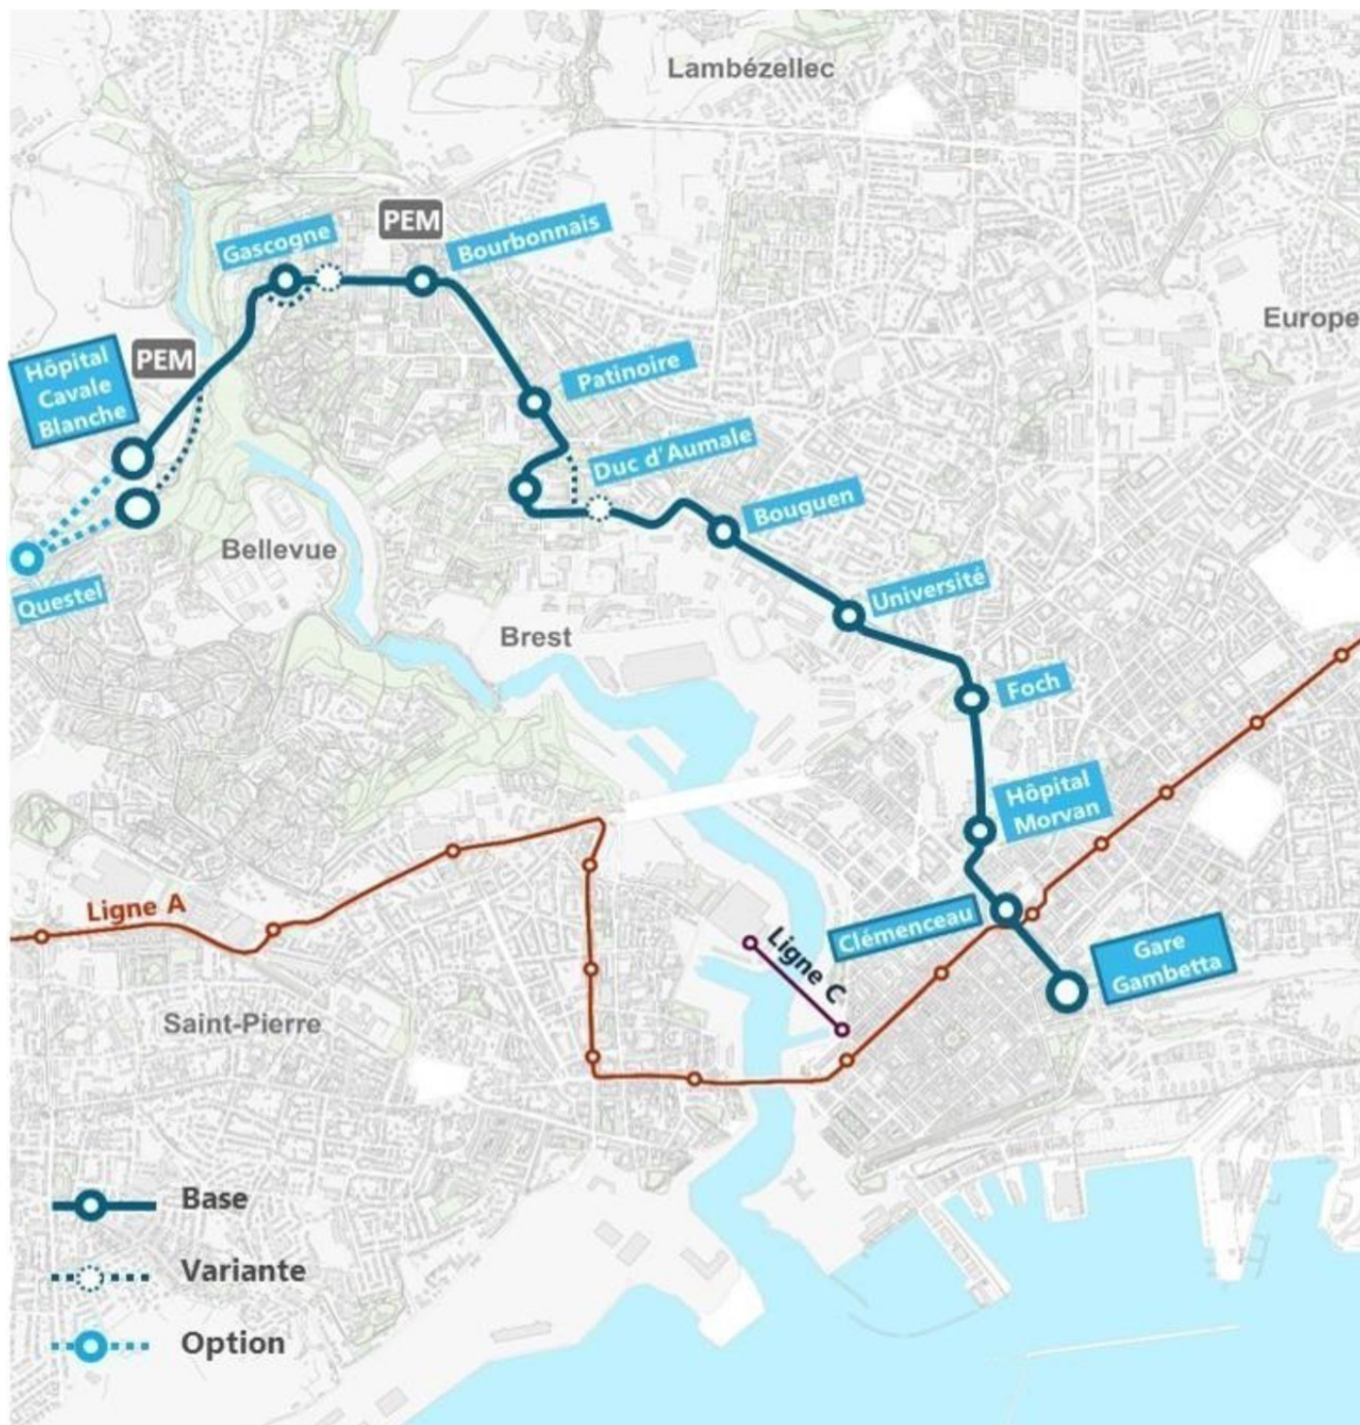 Lambézellec
PEM
Gascogne
Bourbonnais
Europe
Hôpital
Cavale
Blanche
PEM
Patinoire
Duc d'Aumale
Bouguen
Bellevue
Questel
Université
Brest
Foch
Hôpital
Morvan
Ligne A
Clémenceau
Ligne C
Gare
Gambetta
Saint-Pierre
Base
Variante
Option